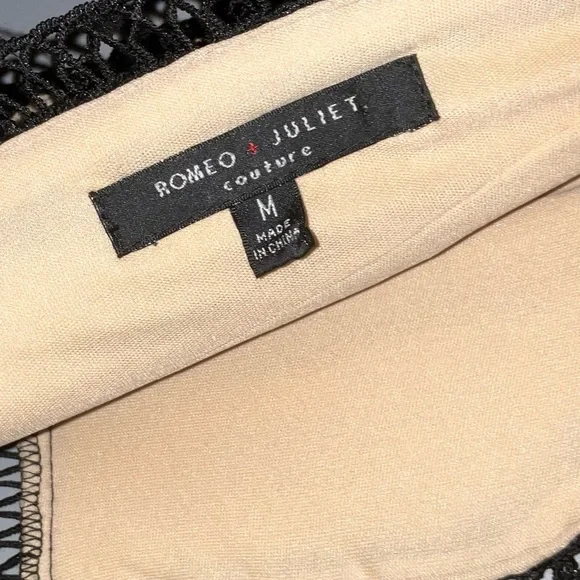 ROMEO + JULIET
couture
M
MADE
IN CHINA